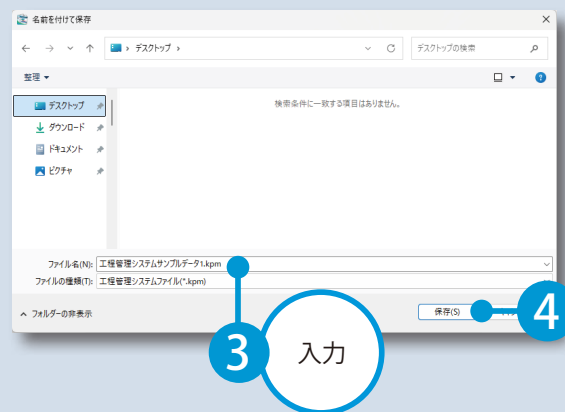 名前を付けて保存
デスクトップ
デスクトップの検索
整理
デスクトップ
検索条件に一致する項目はありません。
ダウンロード
ドキュメント
ピクチャ
ファイル名(N): 工程管理システムサンプルデータ1.kpm
ファイルの種類(T): 工程管理システムファイル(*.kpm)
フォルダーの非表示
保存(S)
4
3
入力